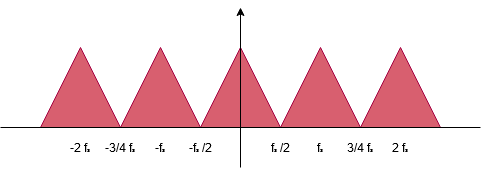 -2 fₛ -3/4 fₛ -fₛ -fₛ /2 fₛ /2 fₛ 3/4 fₛ 2 fₛ